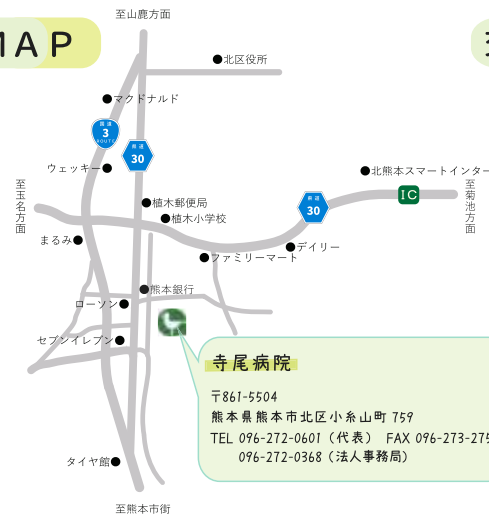 至山鹿方面
MAP
北区役所
マクドナルド
国道
3
ROUTE
県道
30
ウェッキー
北熊本スマートインター
至玉名方面
植木郵便局
IC
至菊池方面
植木小学校
県道
30
まるみ
デイリー
ファミリーマート
熊本銀行
ローソン
セブンイレブン
寺尾病院
〒861-5504
熊本県熊本市北区小糸山町 759
TEL 096-272-0601（代表） FAX 096-273-275
096-272-0368（法人事務局）
タイヤ館
至熊本市街